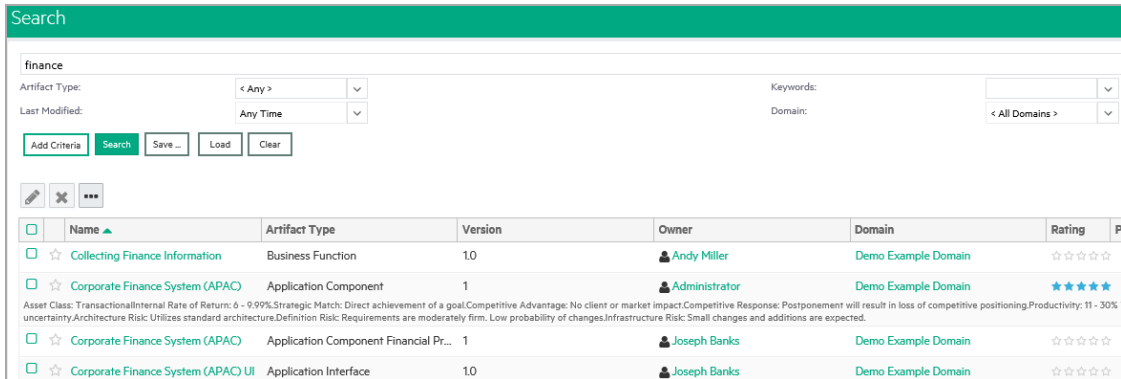 Search
finance
Artifact Type: < Any > Keywords:
Last Modified: Any Time Domain: < All Domains >
Add Criteria Search Save ... Load Clear
Name Artifact Type Version Owner Domain Rating P
Collecting Finance Information Business Function 1.0 Andy Miller Demo Example Domain
Corporate Finance System (APAC) Application Component 1 Administrator Demo Example Domain
Asset Class: TransactionalInternal Rate of Return: 6 - 9.99%.Strategic Match: Direct achievement of a goal.Competitive Advantage: No client or market impact.Competitive Response: Postponement will result in loss of competitive positioning.Productivity: 11 - 30%
uncertainty.Architecture Risk: Utilizes standard architecture.Definition Risk: Requirements are moderately firm. Low probability of changes.Infrastructure Risk: Small changes and additions are expected.
Corporate Finance System (APAC) Application Component Financial Pr... 1 Joseph Banks Demo Example Domain
Corporate Finance System (APAC) UI Application Interface 1.0 Joseph Banks Demo Example Domain